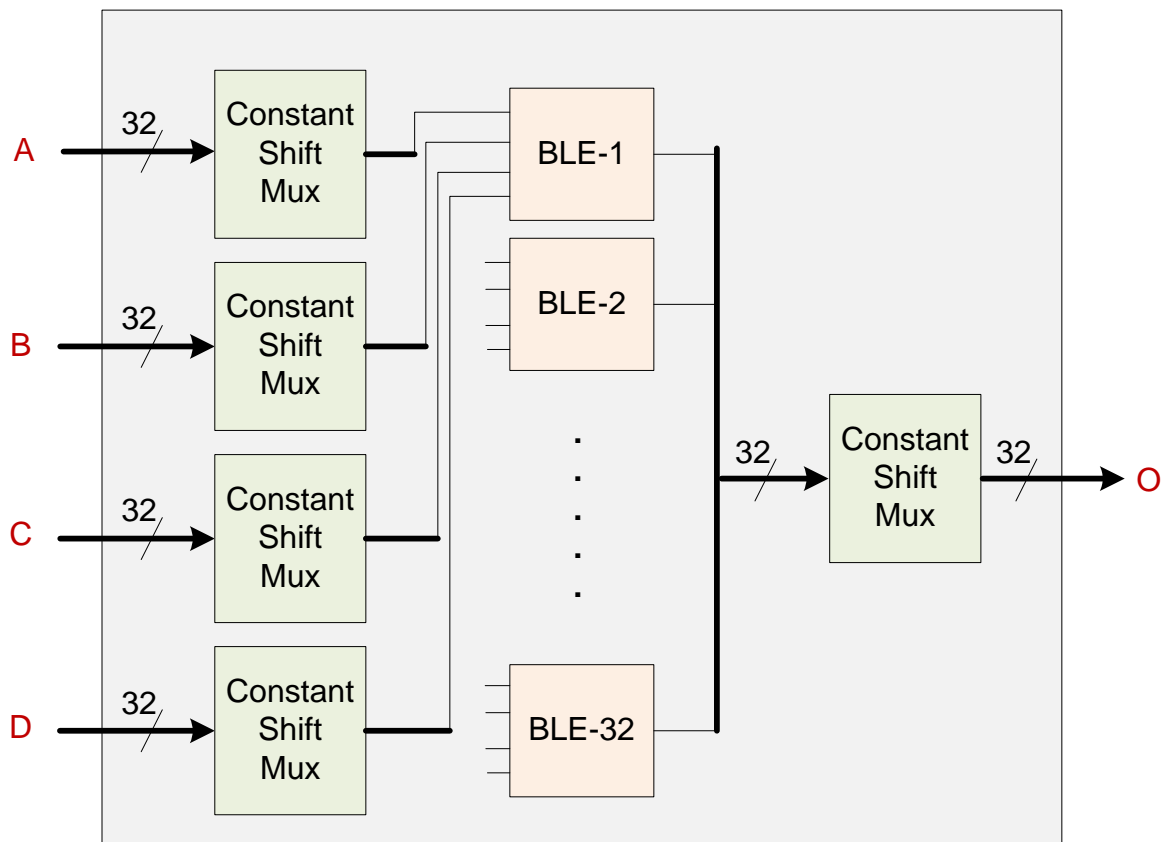 A
32
Constant
Shift
Mux
BLE-1
B
32
Constant
Shift
Mux
BLE-2
C
32
Constant
Shift
Mux
32
Constant
Shift
Mux
32
O
D
32
Constant
Shift
Mux
BLE-32